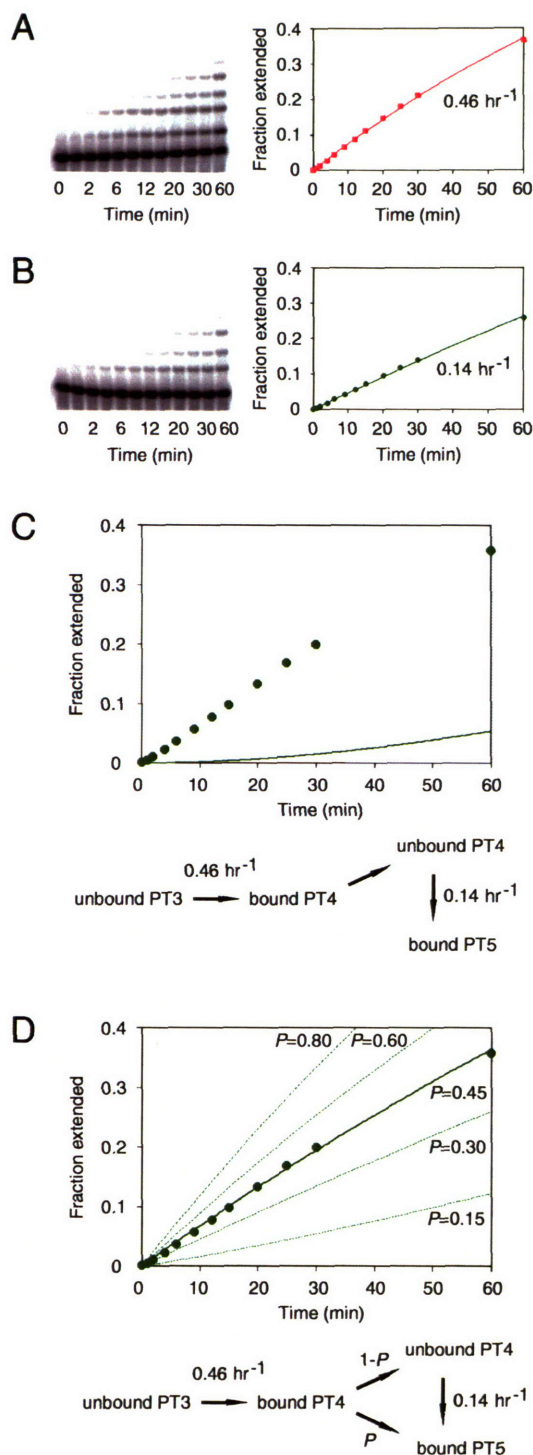 A
0 2 6 12 20 30 60
Time (min)
Fraction extended
0.4
0.3
0.2
0.1
0
0.46 hr-1
0 10 20 30 40 50 60
Time (min)
B
0 2 6 12 20 30 60
Time (min)
Fraction extended
0.4
0.3
0.2
0.1
0
0.14 hr-1
0 10 20 30 40 50 60
Time (min)
C
Fraction extended
0.4
0.3
0.2
0.1
0
0 10 20 30 40 50 60
Time (min)
unbound PT4
0.46 hr-1
unbound PT3
bound PT4
0.14 hr-1
bound PT5
D
Fraction extended
0.4
0.3
0.2
0.1
0
P=0.80
P=0.60
P=0.45
P=0.30
P=0.15
0 10 20 30 40 50 60
Time (min)
unbound PT4
0.46 hr-1
1-P
unbound PT3
bound PT4
0.14 hr-1
P
bound PT5